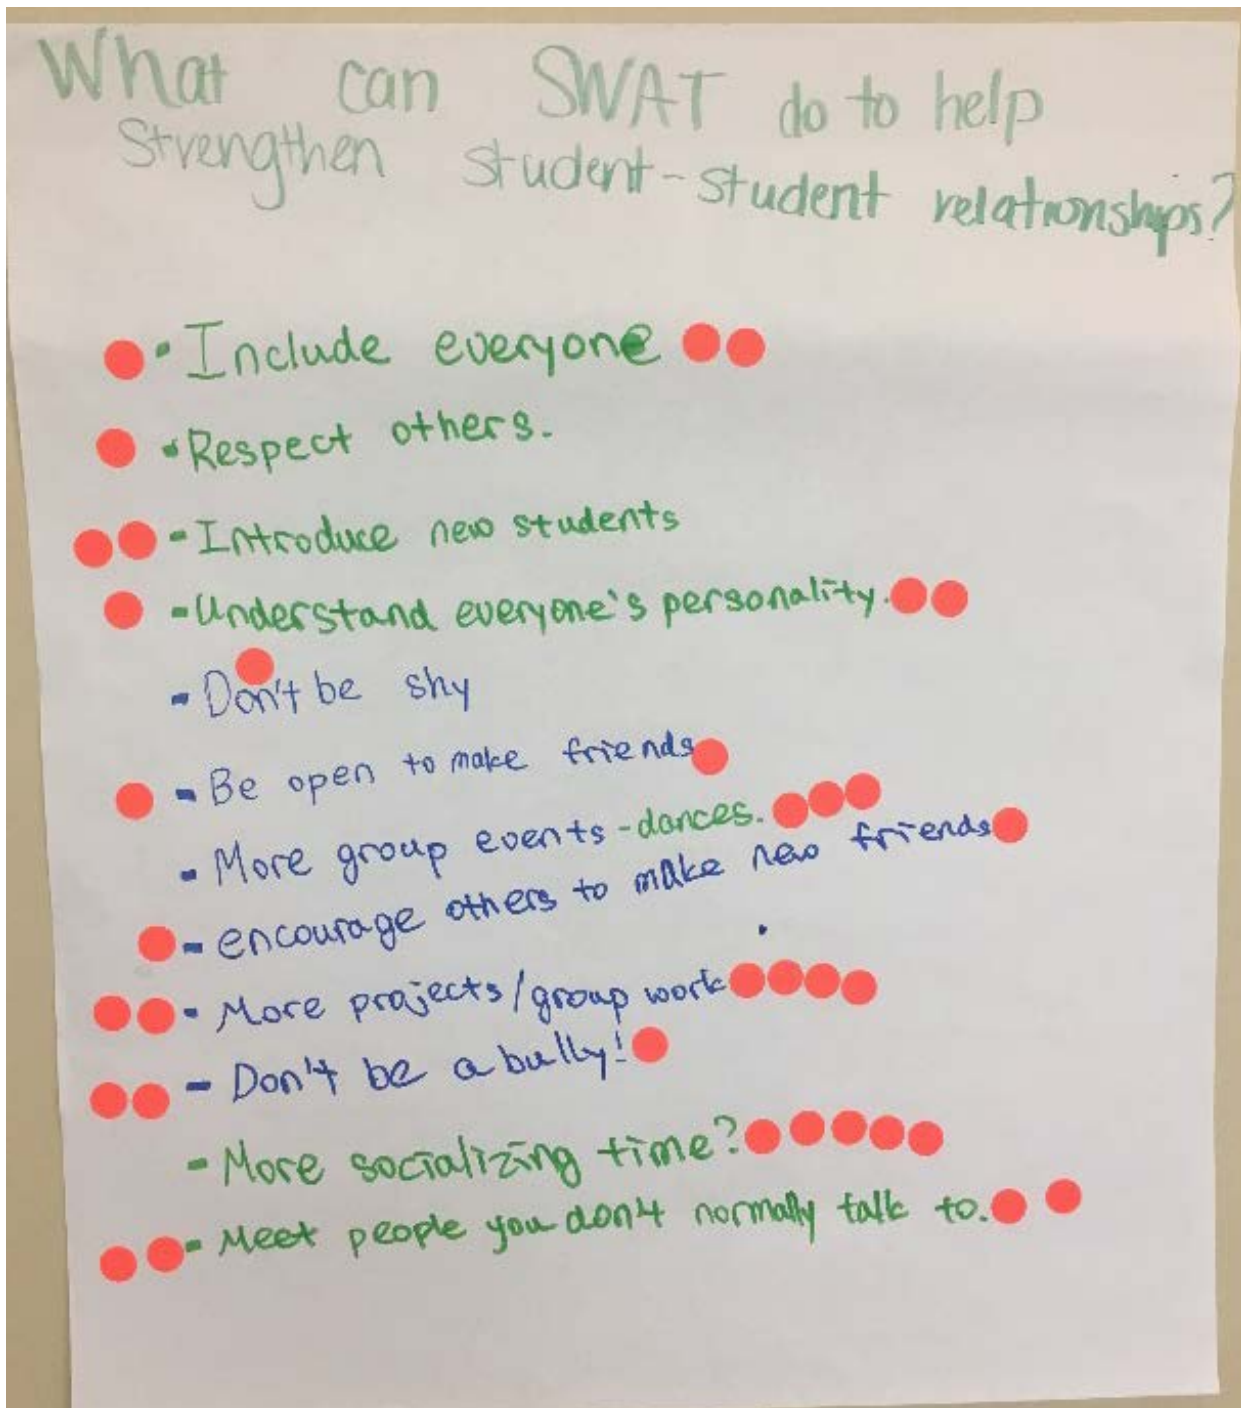 What can SWAT do to help
Strengthen student-student relationships?
• Include everyone
• Respect others.
- Introduce new students
- Understand everyone's personality.
- Don't be shy
- Be open to make friends
- More group events - dances.
- encourage others to make new friends
- More projects/group work
- Don't be a bully!
- More socializing time?
- Meet people you don't normally talk to.